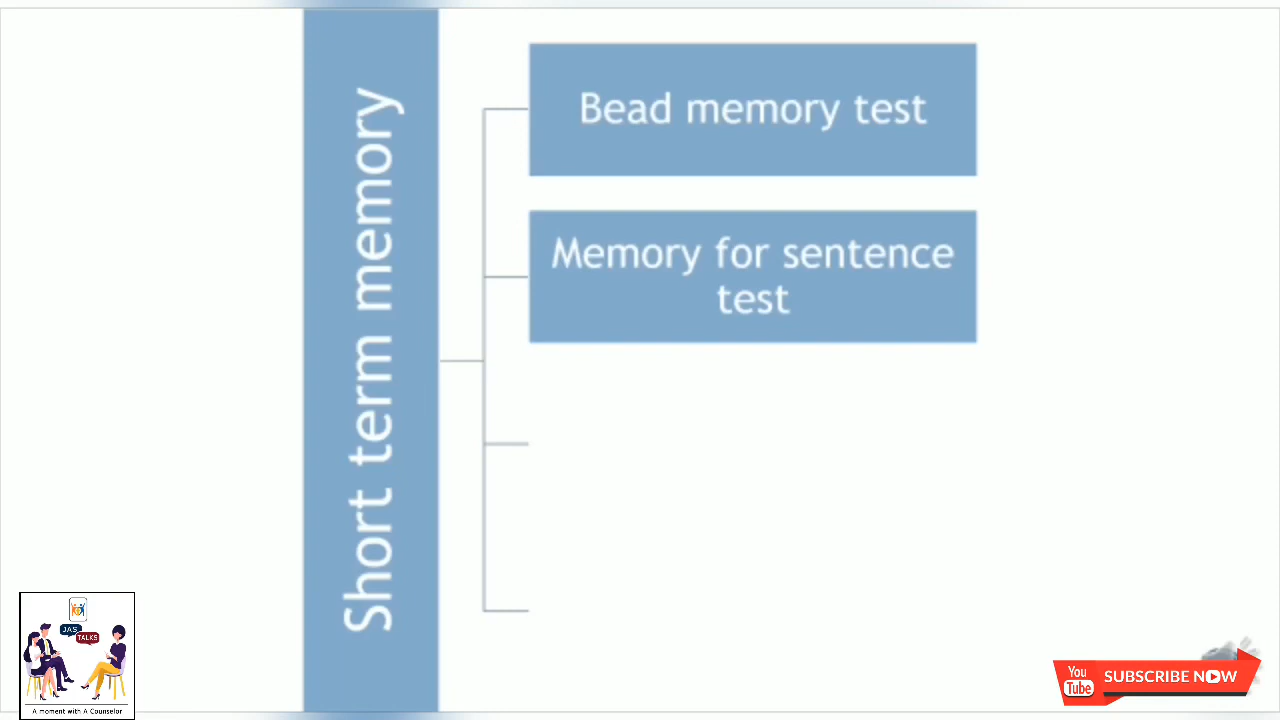 Short term memory
Bead memory test
Memory for sentence
test
JAS
TALKS
A moment with A Counselor
You
Tube
SUBSCRIBE NOW